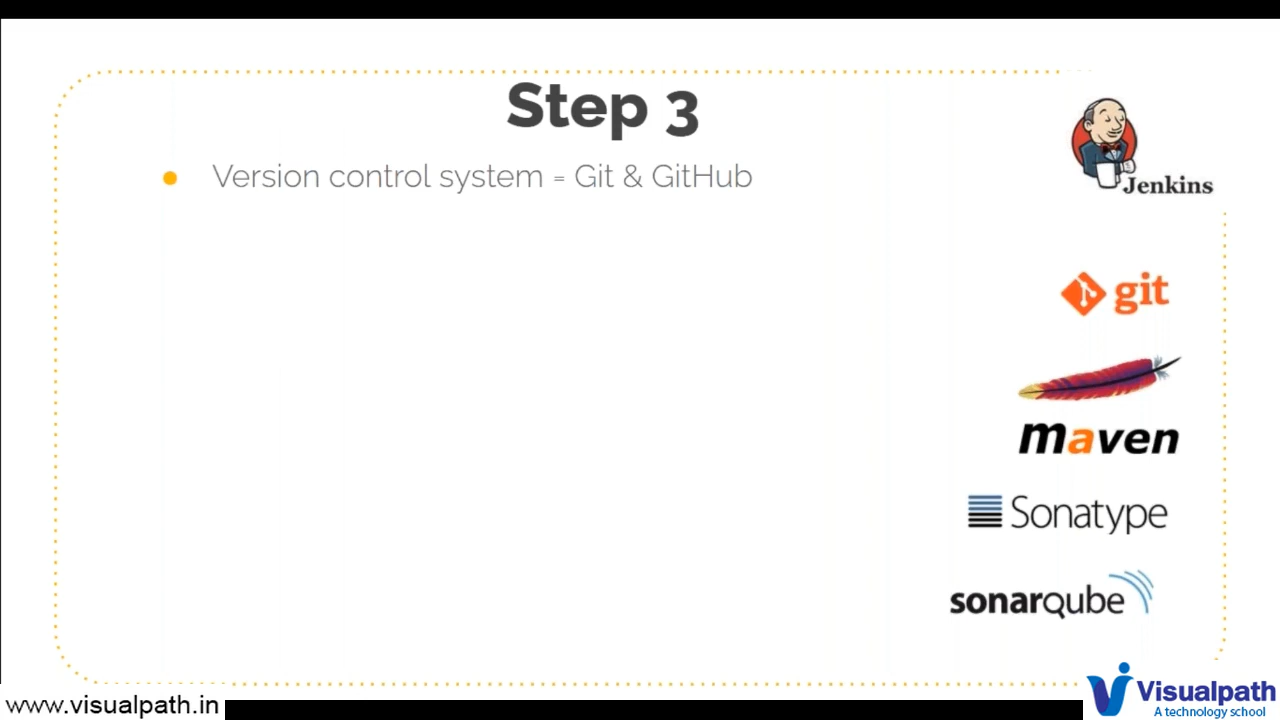 Step 3
Version control system = Git & GitHub
Jenkins
git
maven
Sonatype
sonarqube
www.visualpath.in
Visualpath
A technology school